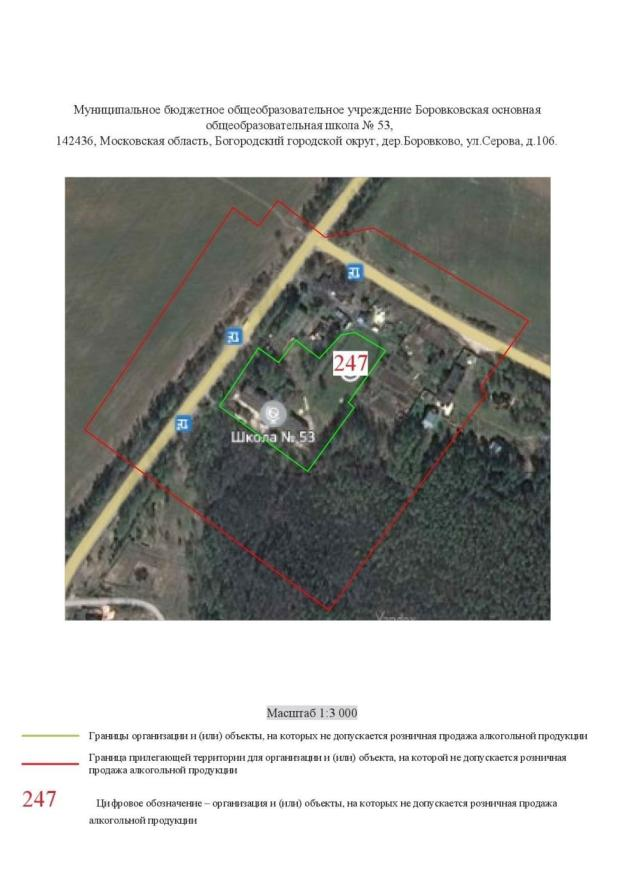 Муниципальное бюджетное общеобразовательное учреждение Боровковская основная
общеобразовательная школа № 53,
142436, Московская область, Богородский городской округ, дер.Боровково, ул.Серова, д.106.
247
Школа № 53
Yandex
Масштаб 1:3 000
Границы организации и (или) объекты, на которых не допускается розничная продажа алкогольной продукции
Граница прилегающей территории для организации и (или) объекта, на которой не допускается розничная
продажа алкогольной продукции
247 Цифровое обозначение – организация и (или) объекты, на которых не допускается розничная продажа
алкогольной продукции